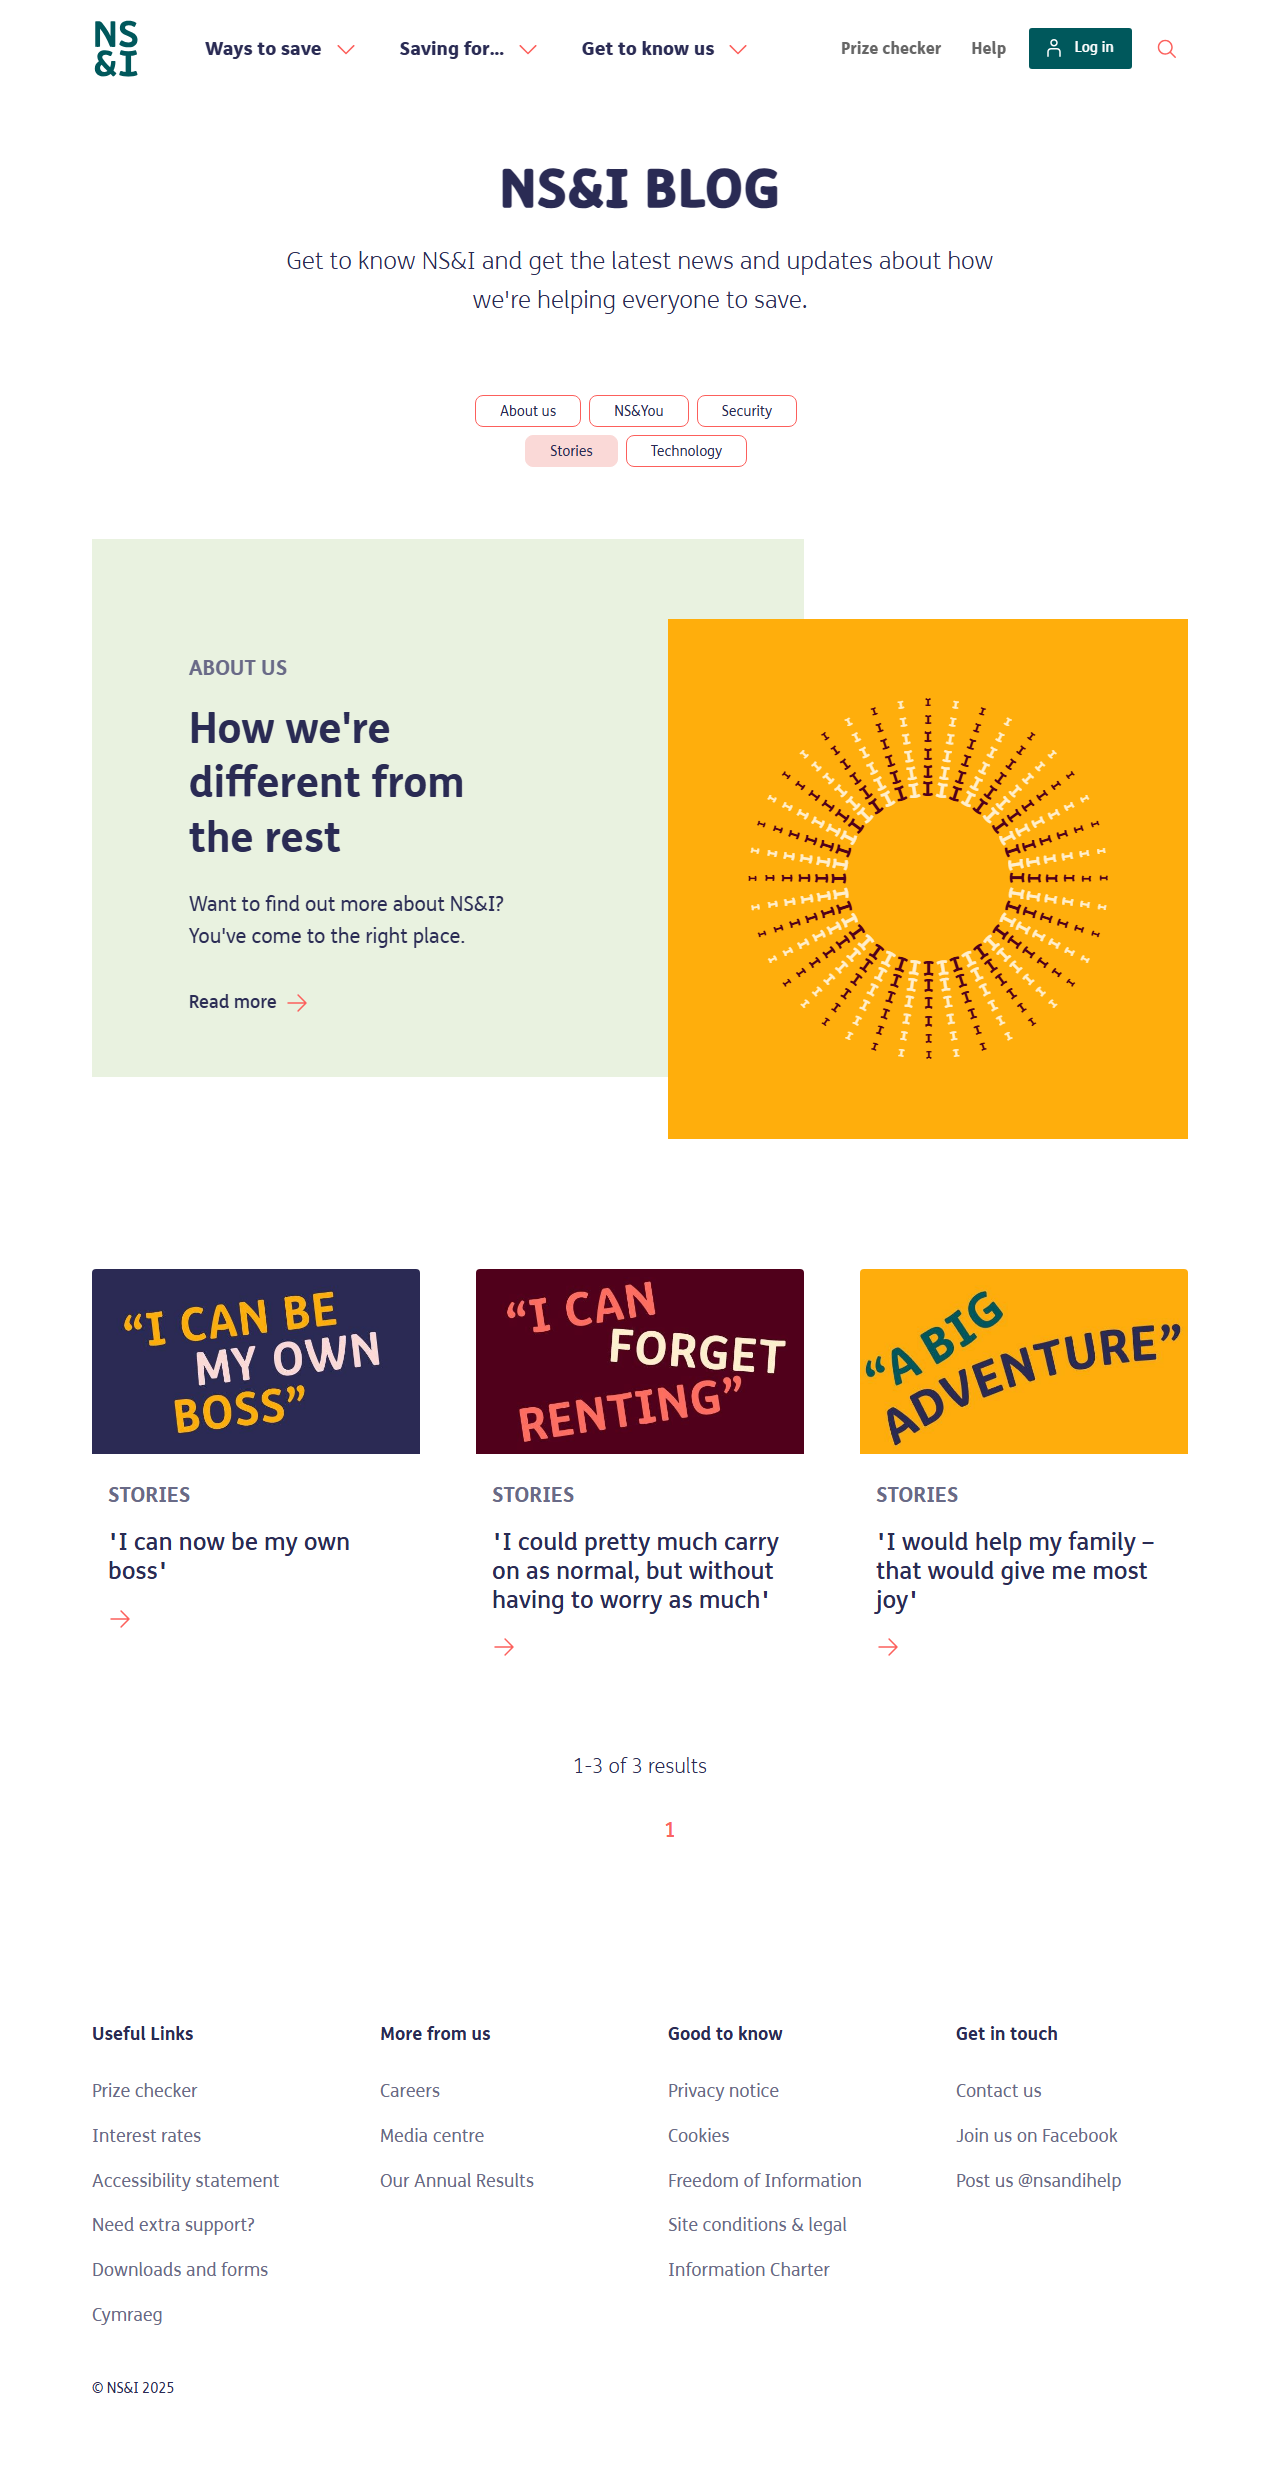 NS
&I
Ways to save
Saving for...
Get to know us
Prize checker
Help
Log in
NS&I BLOG
Get to know NS&I and get the latest news and updates about how
we're helping everyone to save.
About us
NS&You
Security
Stories
Technology
ABOUT US
How we're
different from
the rest
Want to find out more about NS&I?
You've come to the right place.
Read more
“I CAN BE
MY OWN
BOSS”
STORIES
'I can now be my own
boss'
“I CAN
FORGET
RENTING”
STORIES
'I could pretty much carry
on as normal, but without
having to worry as much'
“A BIG
ADVENTURE”
STORIES
'I would help my family –
that would give me most
joy'
1-3 of 3 results
1
Useful Links
Prize checker
Interest rates
Accessibility statement
Need extra support?
Downloads and forms
Cymraeg
More from us
Careers
Media centre
Our Annual Results
Good to know
Privacy notice
Cookies
Freedom of Information
Site conditions & legal
Information Charter
Get in touch
Contact us
Join us on Facebook
Post us @nsandihelp
© NS&I 2025